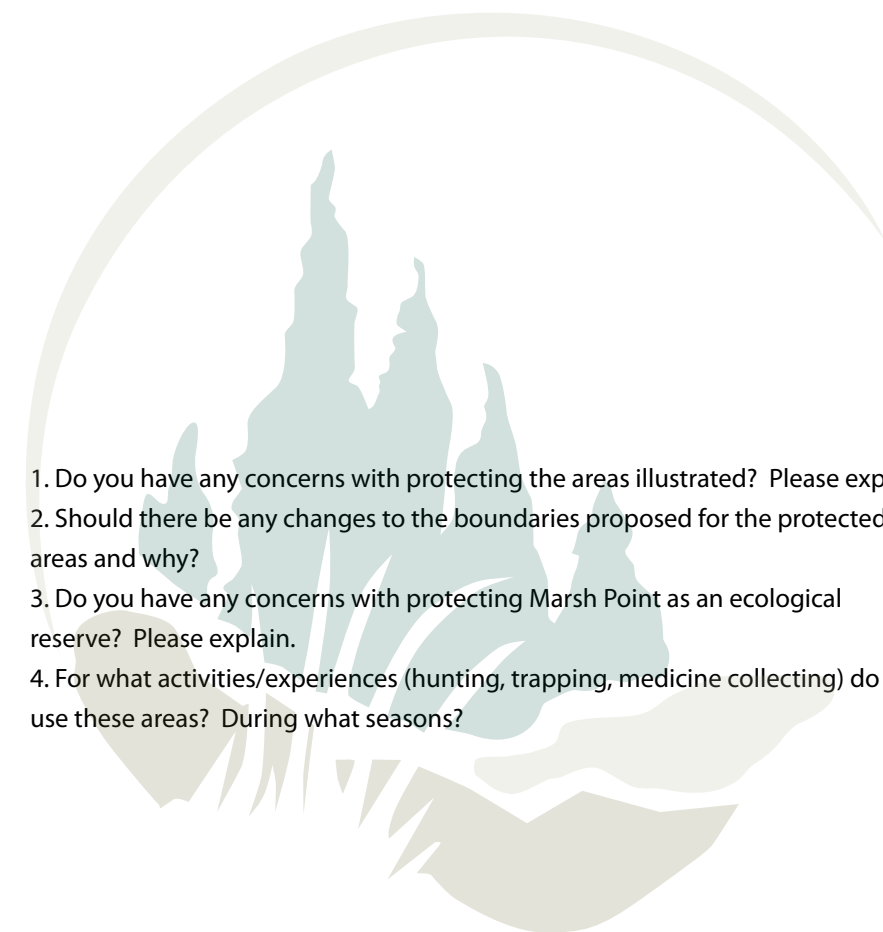 1. Do you have any concerns with protecting the areas illustrated?  Please exp
2. Should there be any changes to the boundaries proposed for the protected
areas and why?
3. Do you have any concerns with protecting Marsh Point as an ecological
reserve?  Please explain.
4. For what activities/experiences (hunting, trapping, medicine collecting) do
use these areas?  During what seasons?